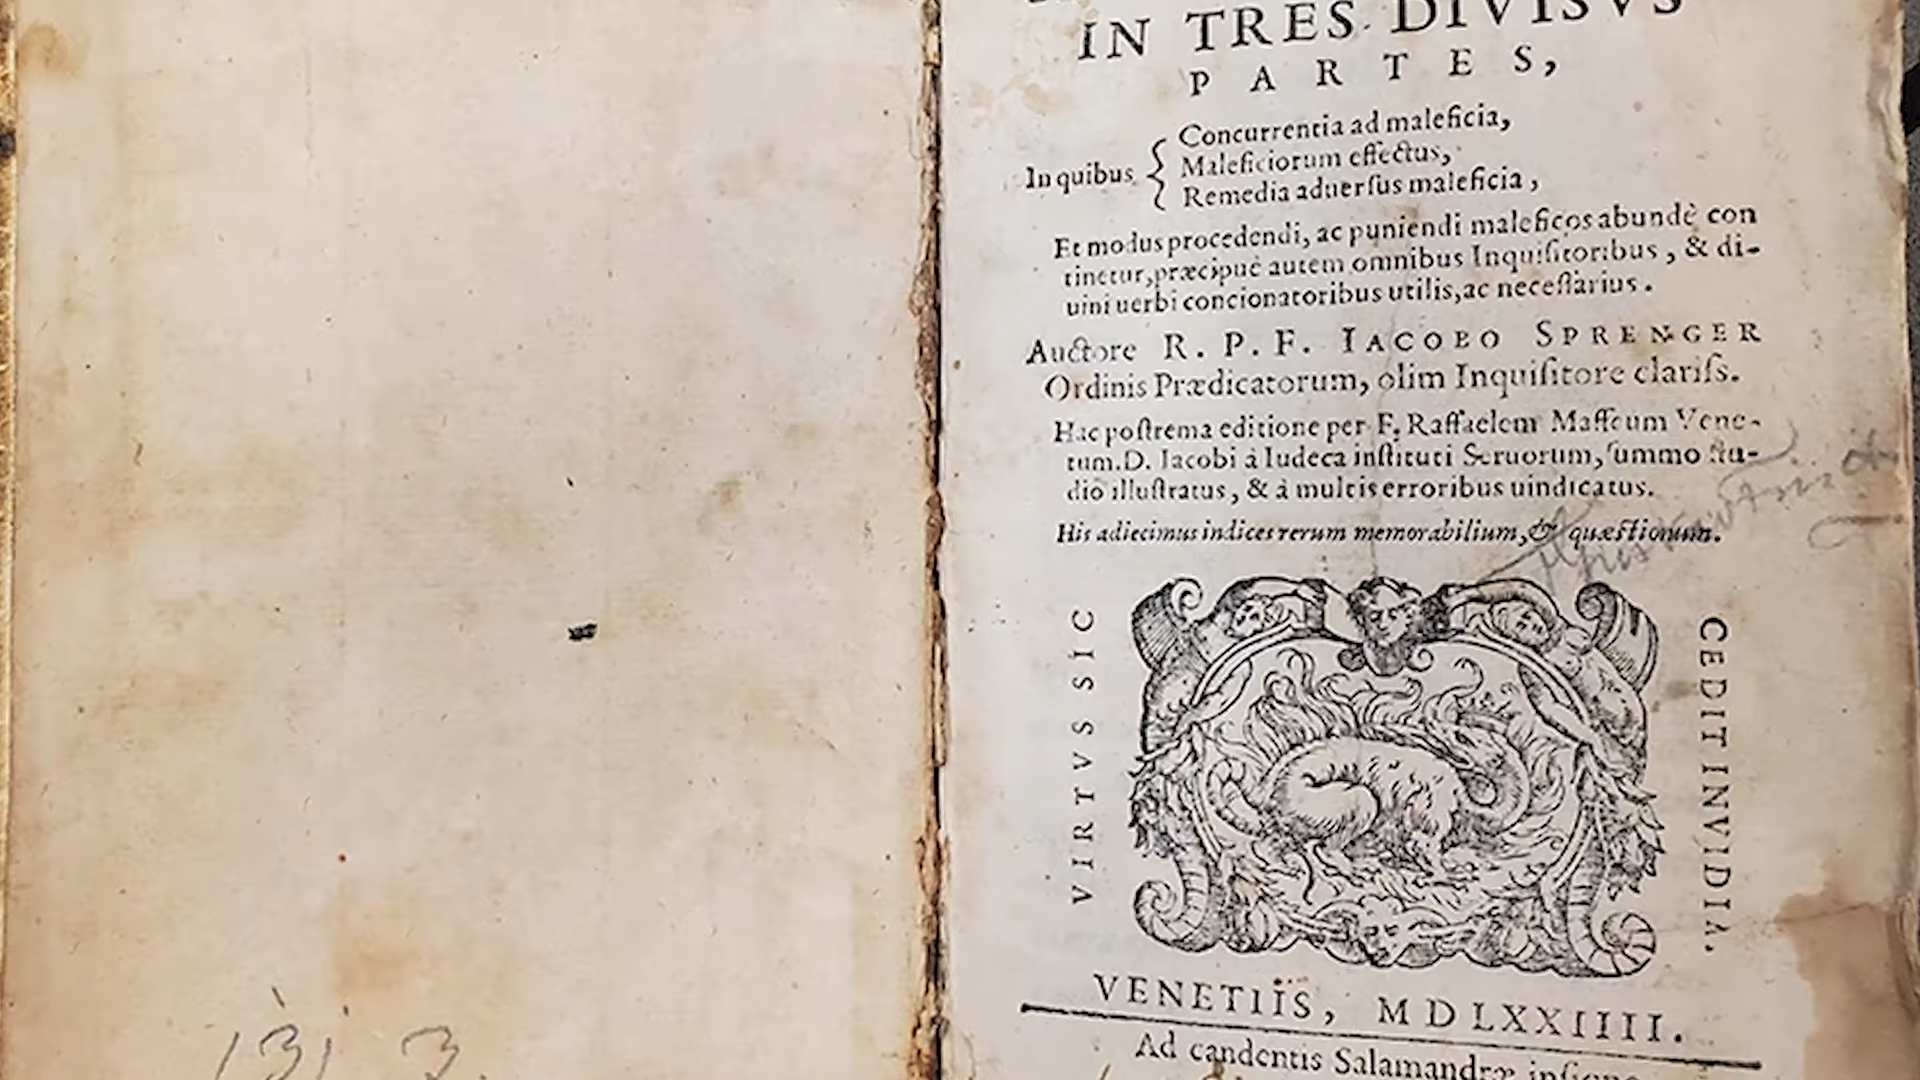 IN TRES DIVISVS
PARTES,
In quibus
Concurrentia ad maleficia,
Maleficiorum effectus,
Remedia aduerſus maleficia,
Et modus procedendi, ac puniendi maleficos abundè con
tinetur, præcipuè autem omnibus Inquiſitoribus, & di-
uini uerbi concionatoribus utilis, ac neceſſarius.
Auctore R. P. F. IACOBO SPRENGER
Ordinis Prædicatorum, olim Inquiſitore clariſs.
Hac poſtrema editione per F. Raffaelem Maffeum Vene-
tum. D. Iacobi à Iudeca inſtituti Seruorum, ſummo ſtu-
dio illuſtratus, & à multis erroribus uindicatus.
His adiecimus indices rerum memorabilium, & quæſtionum.
VIRTVS SIC
CEDIT INVIDIA.
VENETIIS, MDLXXIIII.
Ad candentis Salamandræ inſigne
131 3.